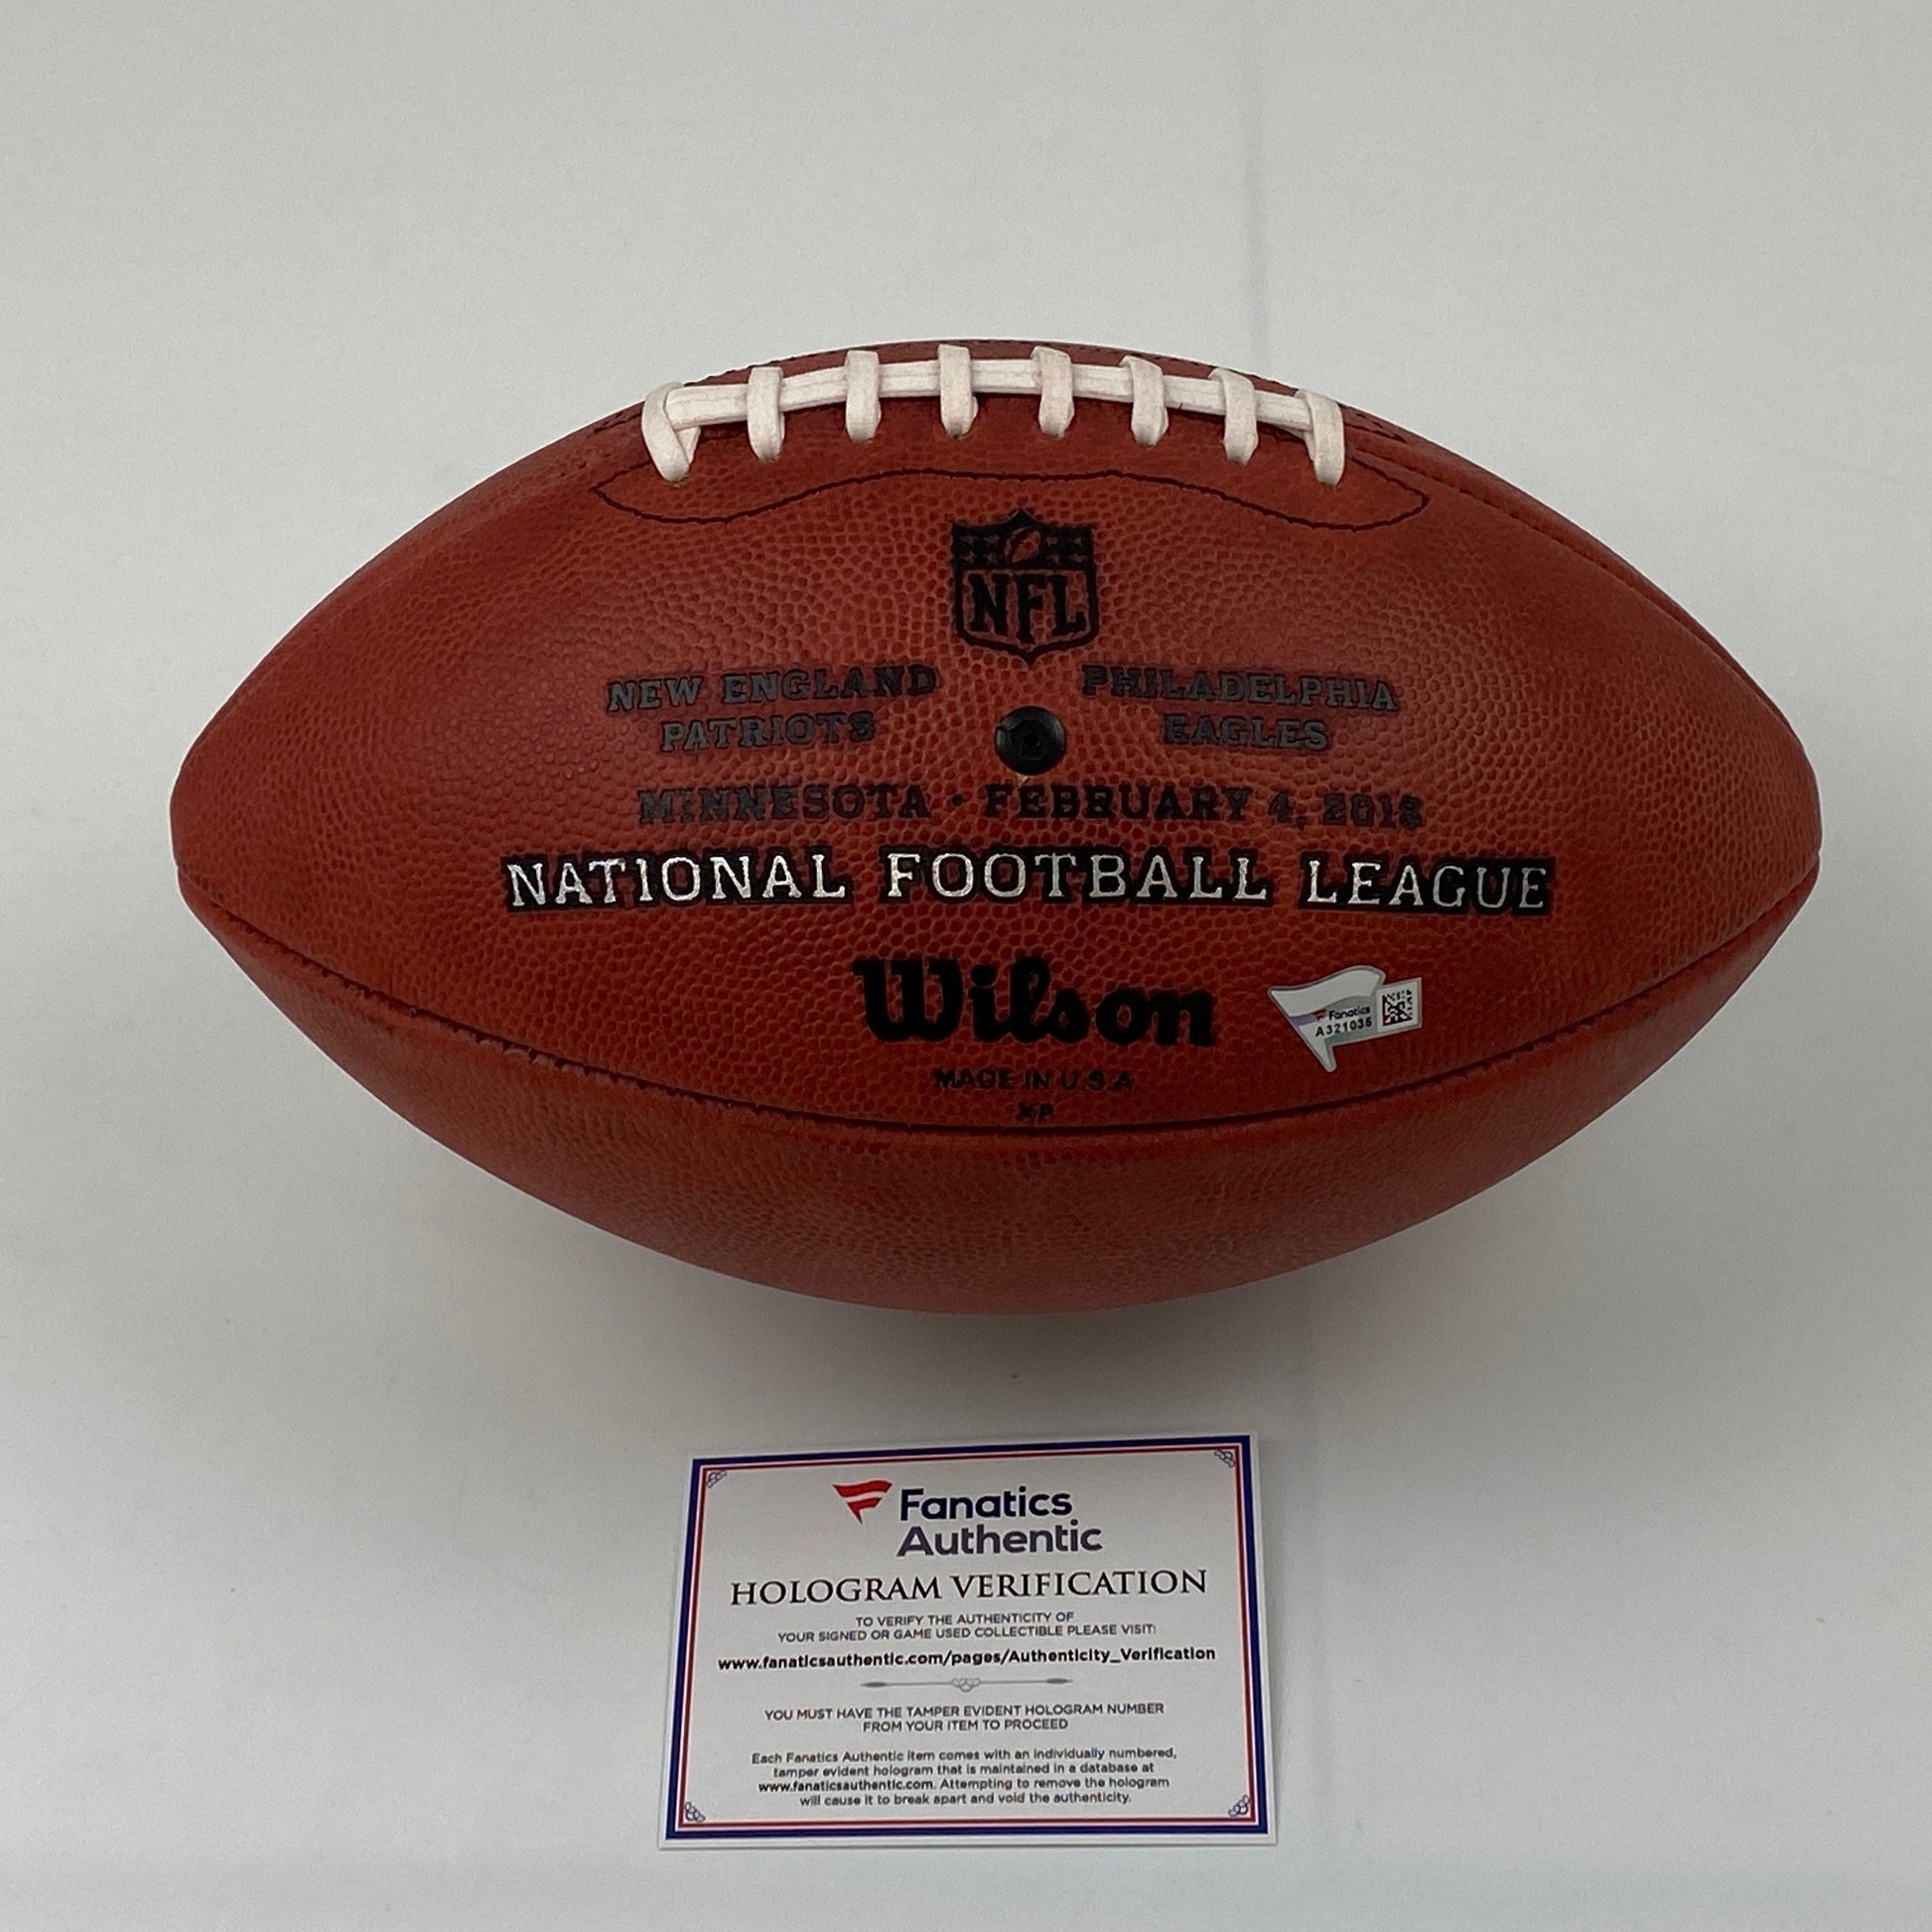 NFL
NEW ENGLAND PATRIOTS
PHILADELPHIA EAGLES
MINNESOTA • FEBRUARY 4, 2018
NATIONAL FOOTBALL LEAGUE
Wilson
Fanatics
A321035
MADE IN U.S.A.
XP
Fanatics
Authentic
HOLOGRAM VERIFICATION
TO VERIFY THE AUTHENTICITY OF
YOUR SIGNED OR GAME USED COLLECTIBLE PLEASE VISIT:
www.fanaticsauthentic.com/pages/Authenticity_Verification
YOU MUST HAVE THE TAMPER EVIDENT HOLOGRAM NUMBER
FROM YOUR ITEM TO PROCEED
Each Fanatics Authentic item comes with an individually numbered,
tamper evident hologram that is maintained in a database at
www.fanaticsauthentic.com. Attempting to remove the hologram
will cause it to break apart and void the authenticity.